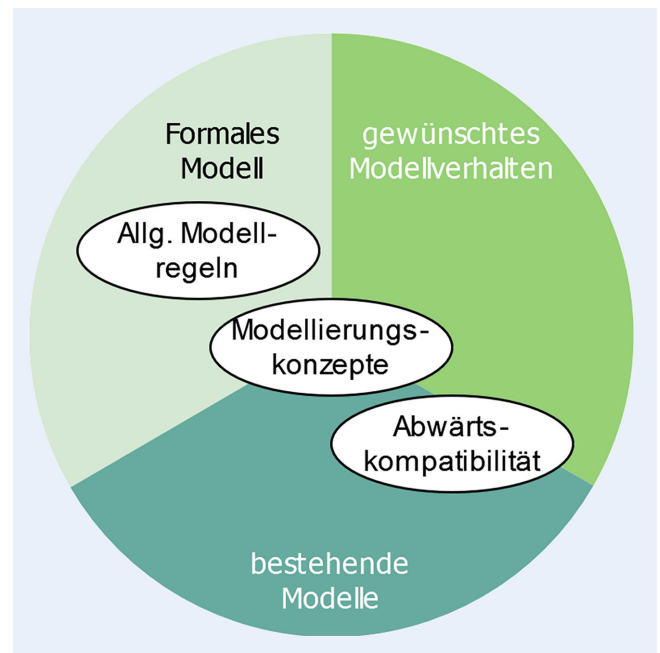 Formales
Modell
gewünschtes
Modellverhalten
Allg. Modell-
regeln
Modellierungs-
konzepte
Abwärts-
kompatibilität
bestehende
Modelle